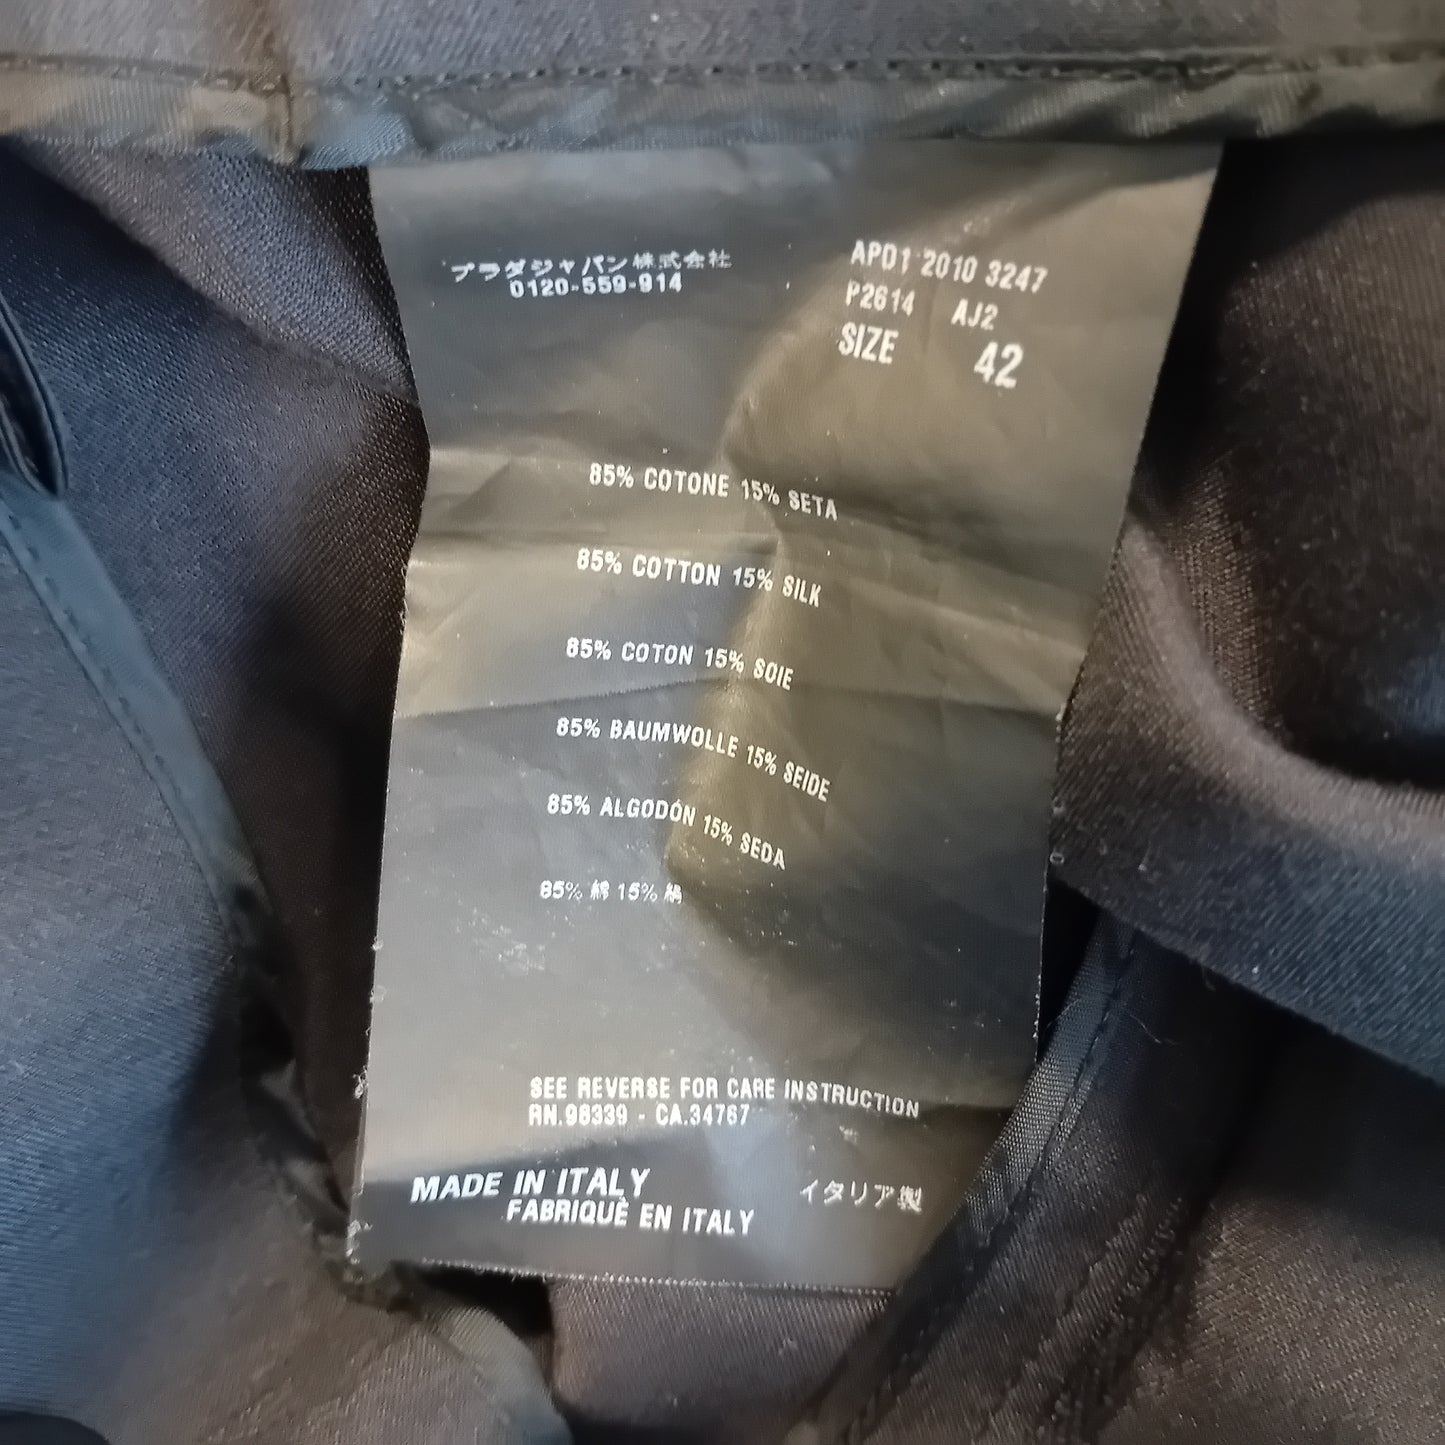 プラダジャパン株式会社
0120-559-914
AP01 2010 3247
P2614 AJ2
SIZE 42
85% COTONE 15% SETA
85% COTTON 15% SILK
85% COTON 15% SOIE
85% BAUMWOLLE 15% SEIDE
85% ALGODÓN 15% SEDA
85% 綿 15% 絹
SEE REVERSE FOR CARE INSTRUCTION
RN.98339 - CA.34767
MADE IN ITALY
FABRIQUÈ EN ITALY
イタリア製